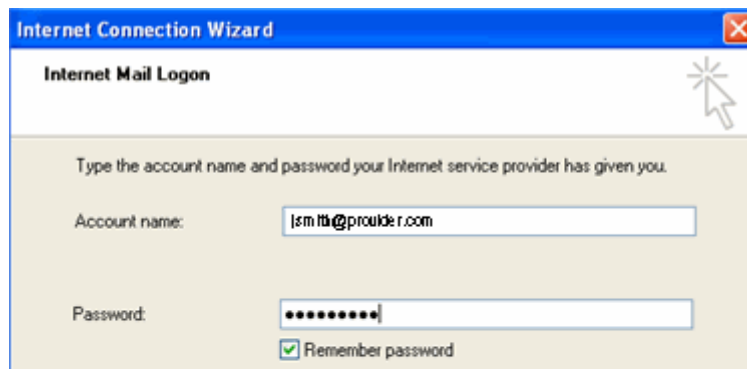 Internet Connection Wizard
Internet Mail Logon
Type the account name and password your Internet service provider has given you.
Account name:
jsmith@provider.com
Password:
•••••••••
Remember password